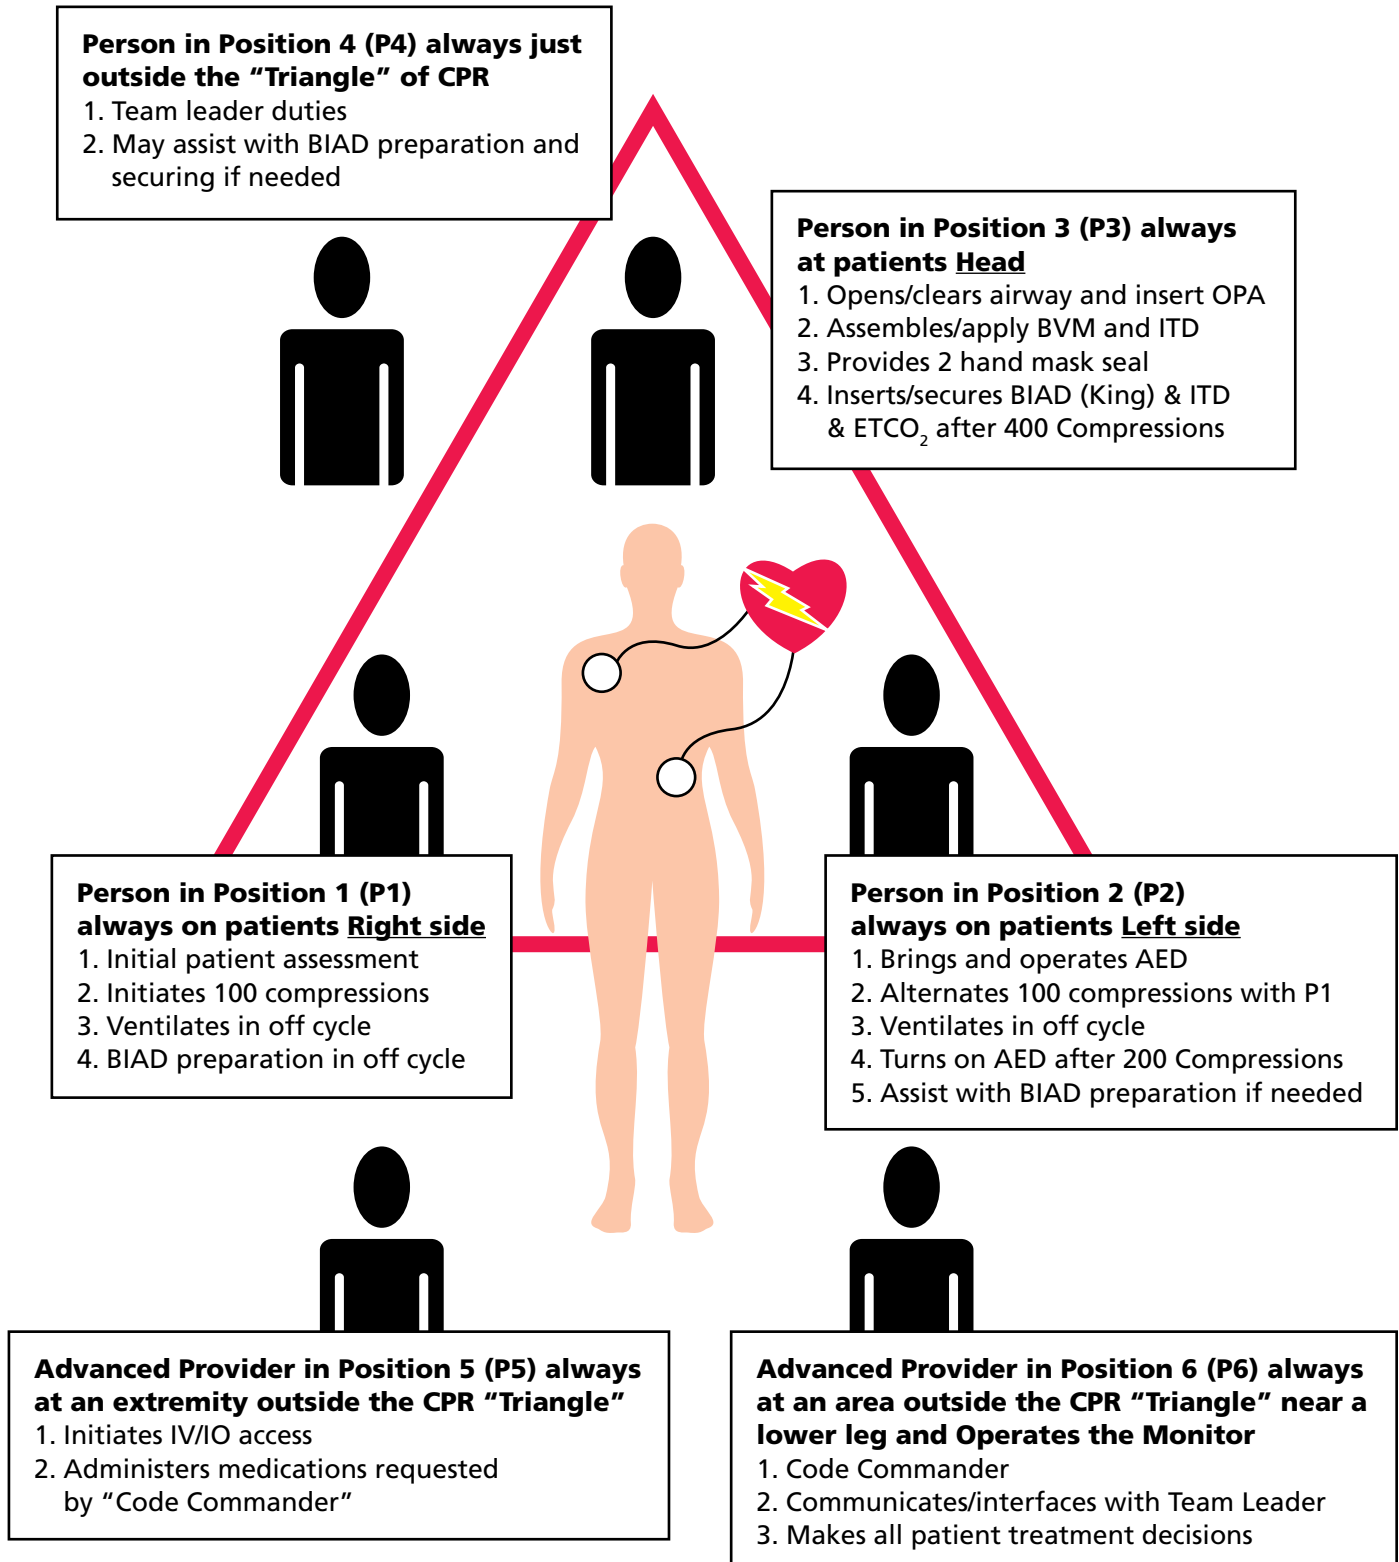 Person in Position 4 (P4) always just
outside the “Triangle” of CPR
1. Team leader duties
2. May assist with BIAD preparation and
securing if needed
Person in Position 3 (P3) always
at patients Head
1. Opens/clears airway and insert OPA
2. Assembles/apply BVM and ITD
3. Provides 2 hand mask seal
4. Inserts/secures BIAD (King) & ITD
& ETCO₂ after 400 Compressions
Person in Position 1 (P1)
always on patients Right side
1. Initial patient assessment
2. Initiates 100 compressions
3. Ventilates in off cycle
4. BIAD preparation in off cycle
Person in Position 2 (P2)
always on patients Left side
1. Brings and operates AED
2. Alternates 100 compressions with P1
3. Ventilates in off cycle
4. Turns on AED after 200 Compressions
5. Assist with BIAD preparation if needed
Advanced Provider in Position 5 (P5) always
at an extremity outside the CPR “Triangle”
1. Initiates IV/IO access
2. Administers medications requested
by “Code Commander”
Advanced Provider in Position 6 (P6) always
at an area outside the CPR “Triangle” near a
lower leg and Operates the Monitor
1. Code Commander
2. Communicates/interfaces with Team Leader
3. Makes all patient treatment decisions